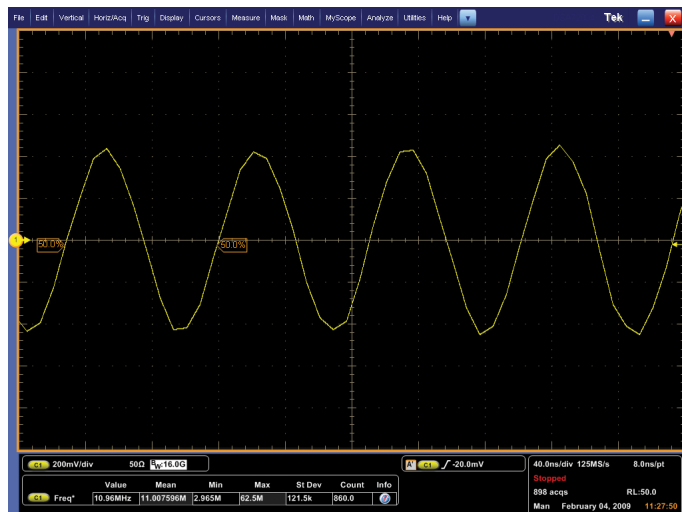 File Edit Vertical Horiz/Acq Trig Display Cursors Measure Mask Math MyScope Analyze Utilities Help Tek X
1
50.0% 50.0%
C1 200mV/div 50Ω BW:16.0G
A' C1 -20.0mV
40.0ns/div 125MS/s 8.0ns/pt
Stopped
898 acqs RL:50.0
Man February 04, 2009 11:27:50
Value Mean Min Max St Dev Count Info
C1 Freq* 10.96MHz 11.007596M 2.965M 62.5M 121.5k 860.0